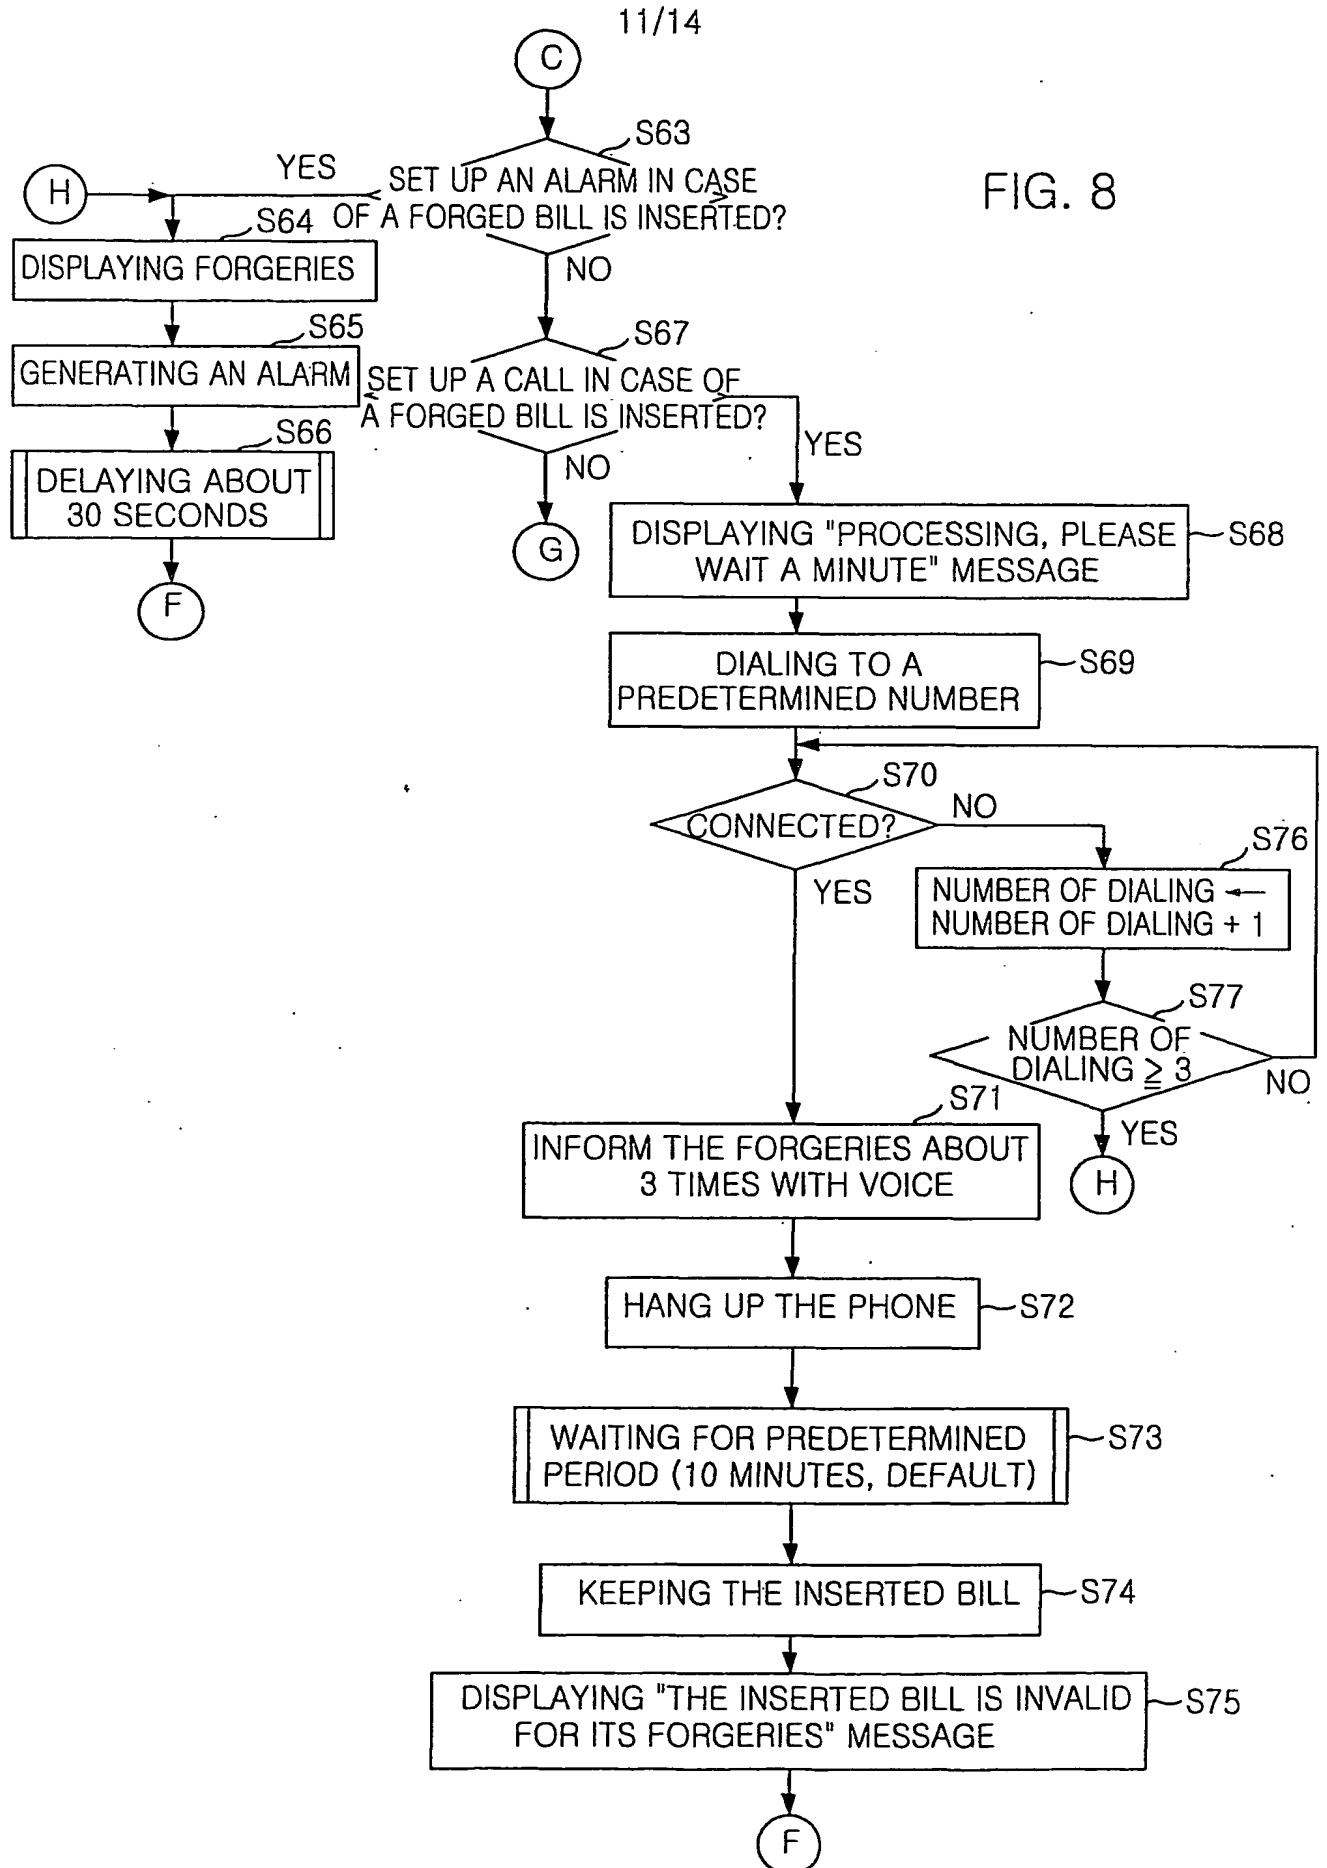 11/14
C
S63
YES
SET UP AN ALARM IN CASE
OF A FORGED BILL IS INSERTED?
H
FIG. 8
S64
DISPLAYING FORGERIES
NO
S65
GENERATING AN ALARM
S67
SET UP A CALL IN CASE OF
A FORGED BILL IS INSERTED?
YES
S66
DELAYING ABOUT
30 SECONDS
NO
F
G
DISPLAYING "PROCESSING, PLEASE
WAIT A MINUTE" MESSAGE
S68
DIALING TO A
PREDETERMINED NUMBER
S69
S70
CONNECTED?
NO
YES
S76
NUMBER OF DIALING ←
NUMBER OF DIALING + 1
S77
NUMBER OF
DIALING ≧ 3
NO
YES
H
S71
INFORM THE FORGERIES ABOUT
3 TIMES WITH VOICE
HANG UP THE PHONE
S72
WAITING FOR PREDETERMINED
PERIOD (10 MINUTES, DEFAULT)
S73
KEEPING THE INSERTED BILL
S74
DISPLAYING "THE INSERTED BILL IS INVALID
FOR ITS FORGERIES" MESSAGE
S75
F